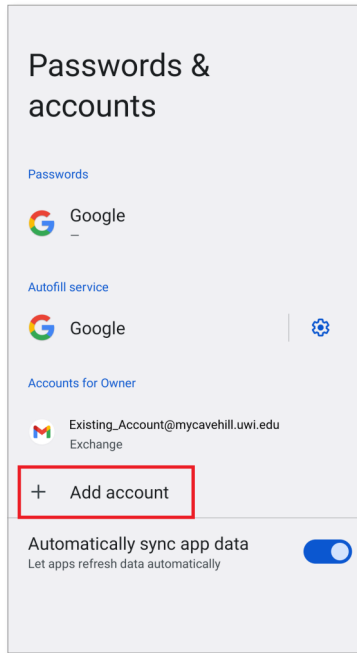 Passwords &
accounts
Passwords
Google
–
Autofill service
Google
Accounts for Owner
Existing_Account@mycavehill.uwi.edu
Exchange
+ Add account
Automatically sync app data
Let apps refresh data automatically